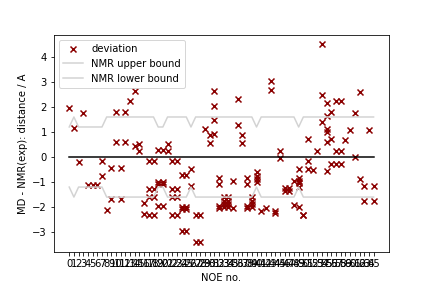 deviation
NMR upper bound
NMR lower bound
MD - NMR(exp): distance / A
4
3
2
1
0
−1
−2
−3
NOE no.